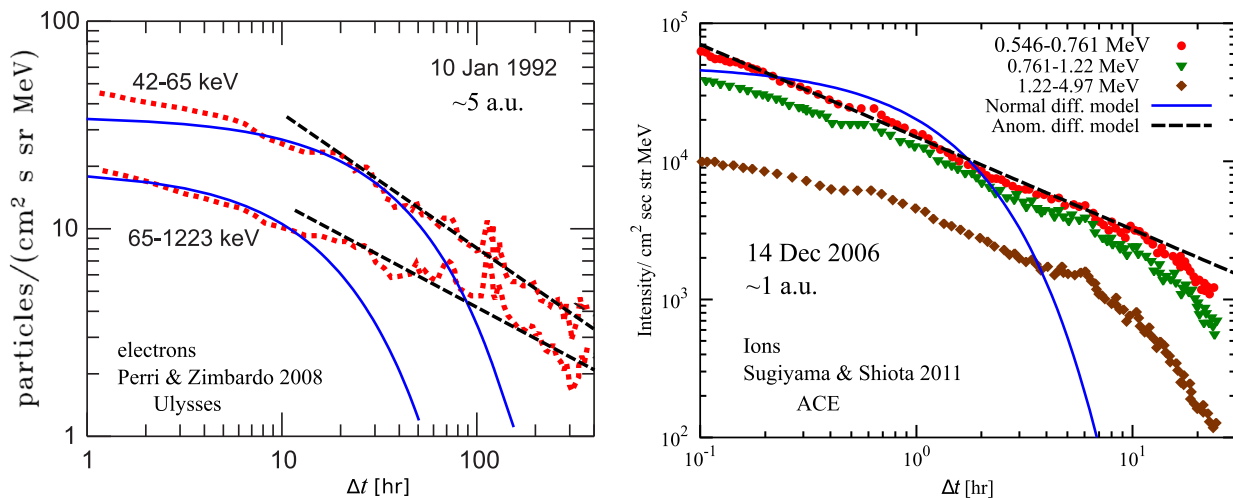 particles/(cm² s sr MeV)
100
10
1
42-65 keV
10 Jan 1992
~5 a.u.
65-1223 keV
electrons
Perri & Zimbardo 2008
Ulysses
1 10 100
Δt [hr]
Intensity/ cm² sec str MeV
10⁵
10⁴
10³
10²
0.546-0.761 MeV
0.761-1.22 MeV
1.22-4.97 MeV
Normal diff. model
Anom. diff. model
14 Dec 2006
~1 a.u.
Ions
Sugiyama & Shiota 2011
ACE
10⁻¹ 10⁰ 10¹
Δt [hr]